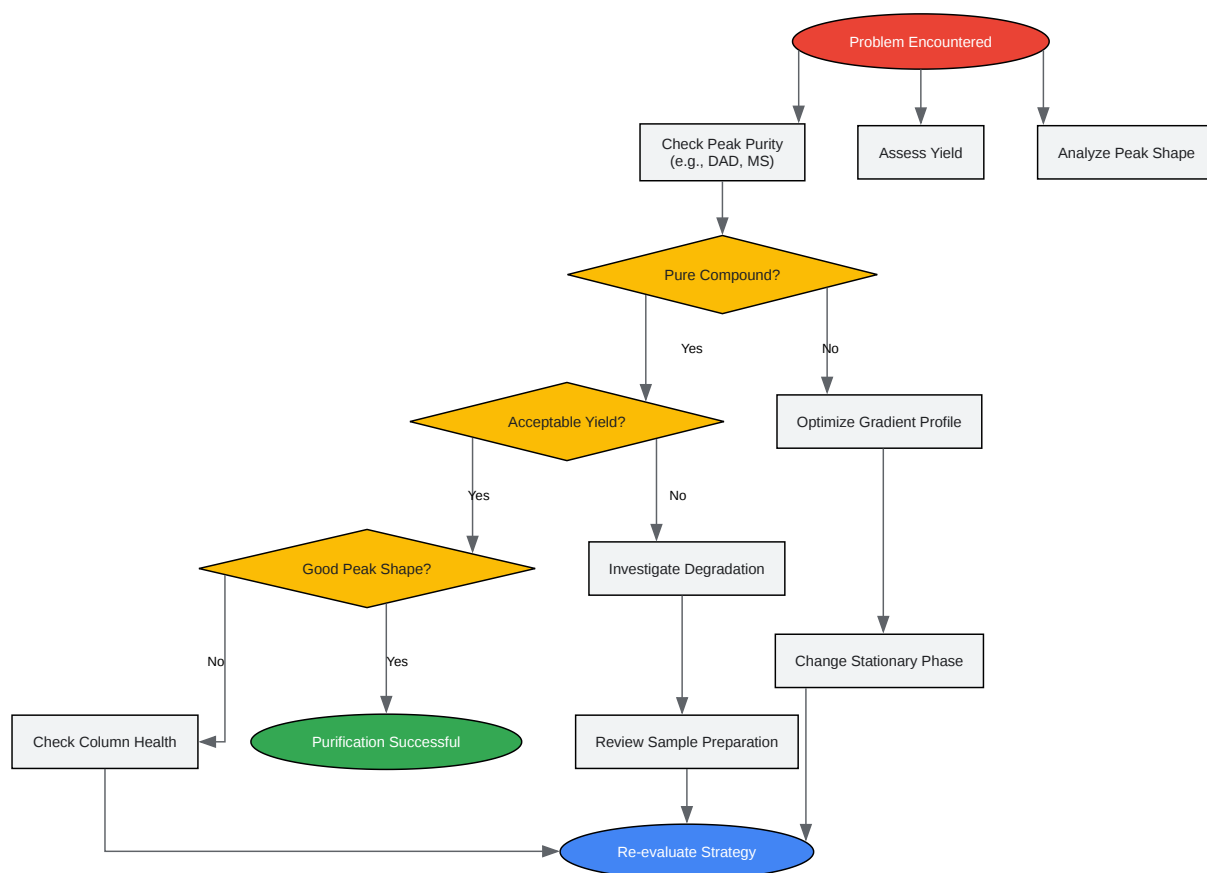 Problem Encountered
Check Peak Purity
(e.g., DAD, MS)
Assess Yield
Analyze Peak Shape
Pure Compound?
Yes
No
Acceptable Yield?
Optimize Gradient Profile
Yes
No
Good Peak Shape?
Investigate Degradation
No
Yes
Change Stationary Phase
Check Column Health
Purification Successful
Review Sample Preparation
Re-evaluate Strategy